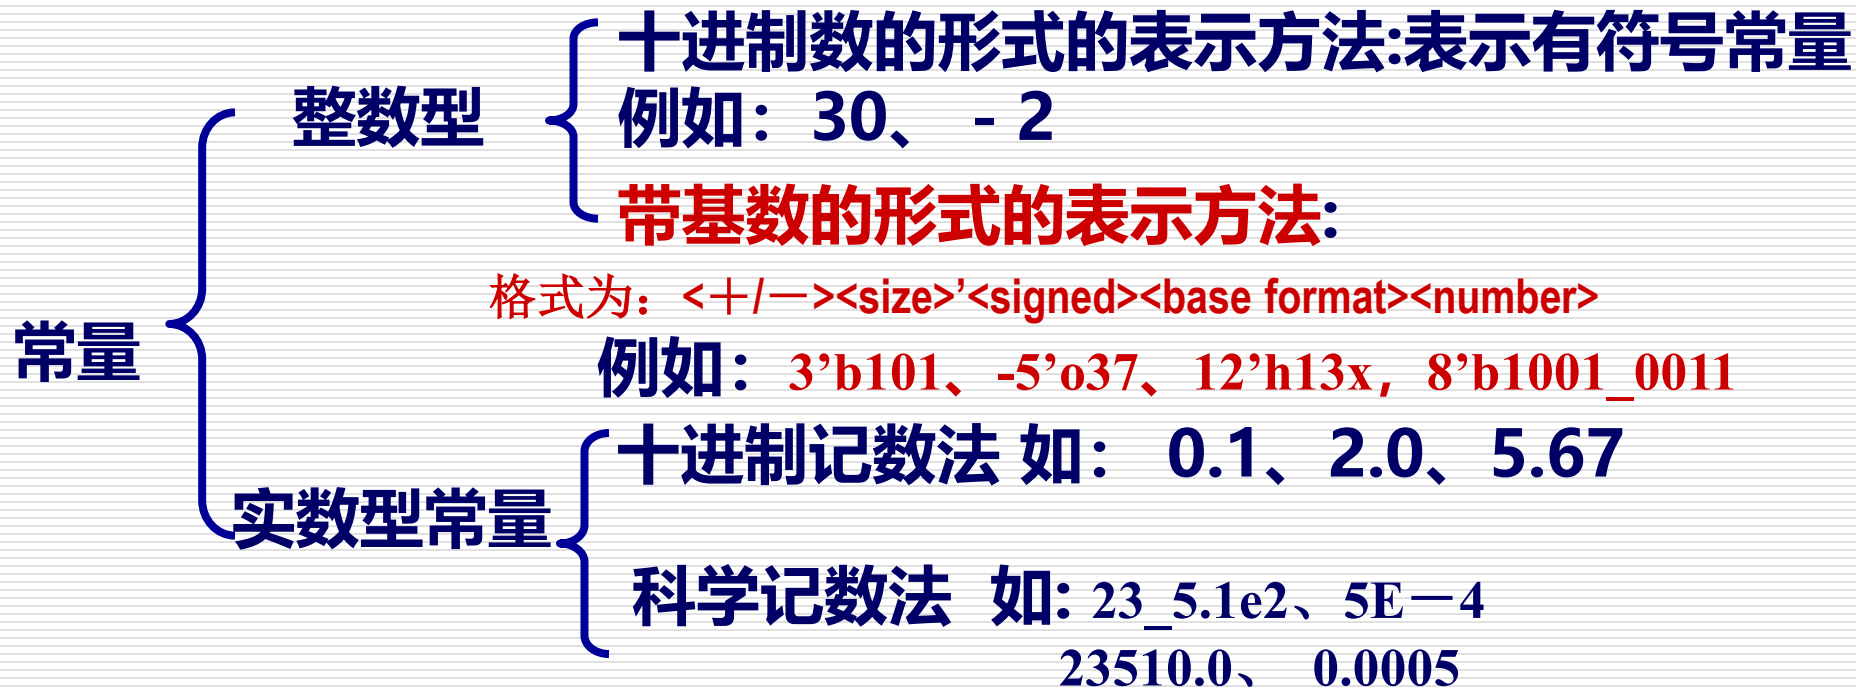 十进制数的形式的表示方法:表示有符号常量
整数型
例如：30、 - 2
带基数的形式的表示方法:
格式为：<＋/－><size>’<signed><base format><number>
常量
例如：3’b101、-5’o37、12’h13x，8’b1001_0011
十进制记数法 如： 0.1、2.0、5.67
实数型常量
科学记数法 如: 23_5.1e2、5E－4
23510.0、 0.0005